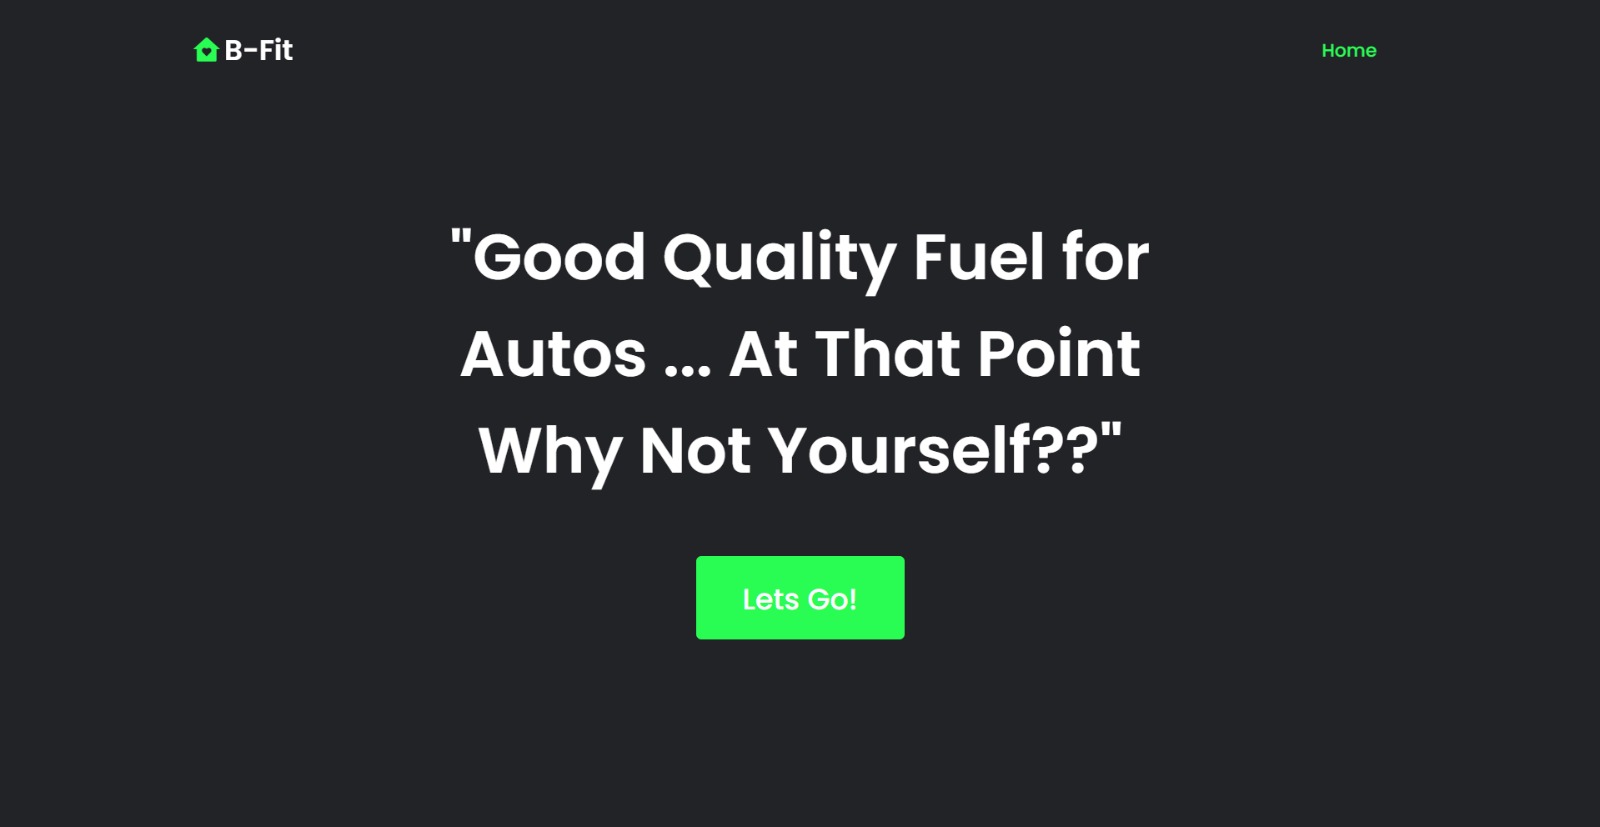 B-Fit
Home
"Good Quality Fuel for
Autos ... At That Point
Why Not Yourself??"
Lets Go!